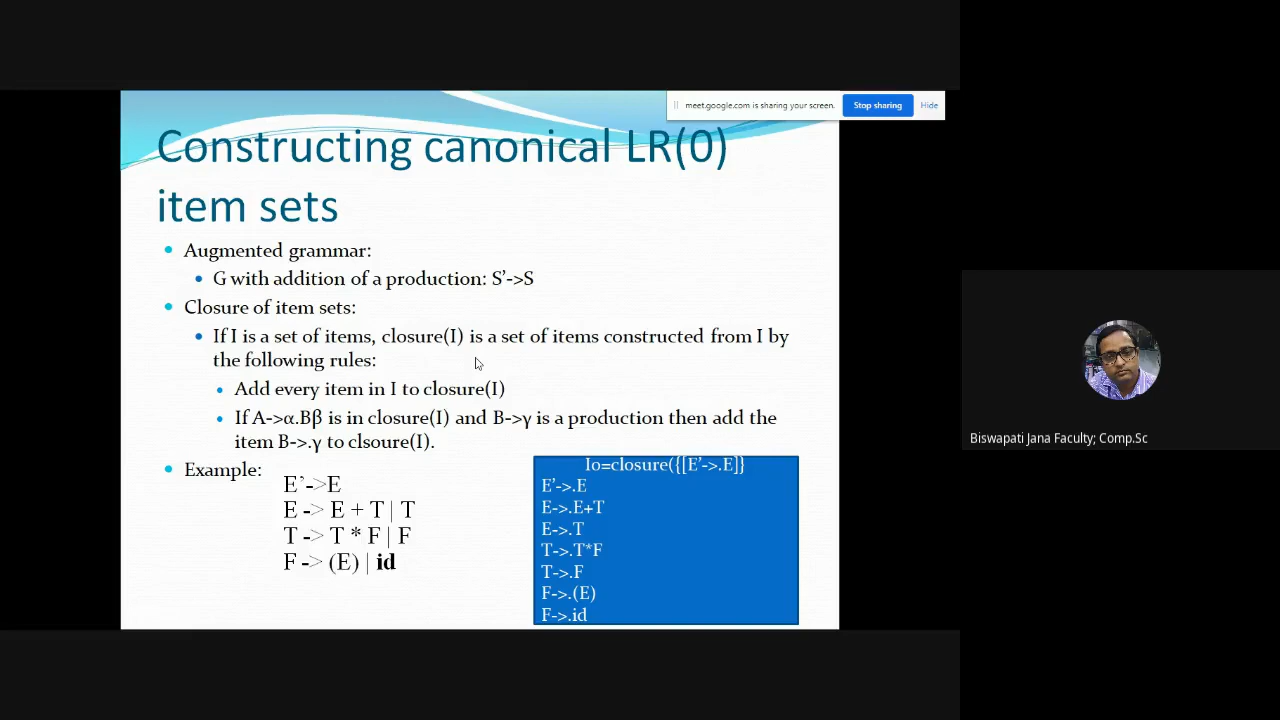 meet.google.com is sharing your screen.
Stop sharing
Hide
Constructing canonical LR(0)
item sets
Augmented grammar:
G with addition of a production: S’->S
Closure of item sets:
If I is a set of items, closure(I) is a set of items constructed from I by
the following rules:
Add every item in I to closure(I)
If A->α.Bβ is in closure(I) and B->γ is a production then add the
item B->.γ to clsoure(I).
Example:
E’->E
E -> E + T | T
T -> T * F | F
F -> (E) | id
I0=closure({[E’->.E]}
E’->.E
E->.E+T
E->.T
T->.T*F
T->.F
F->.(E)
F->.id
Biswapati Jana Faculty; Comp.Sc